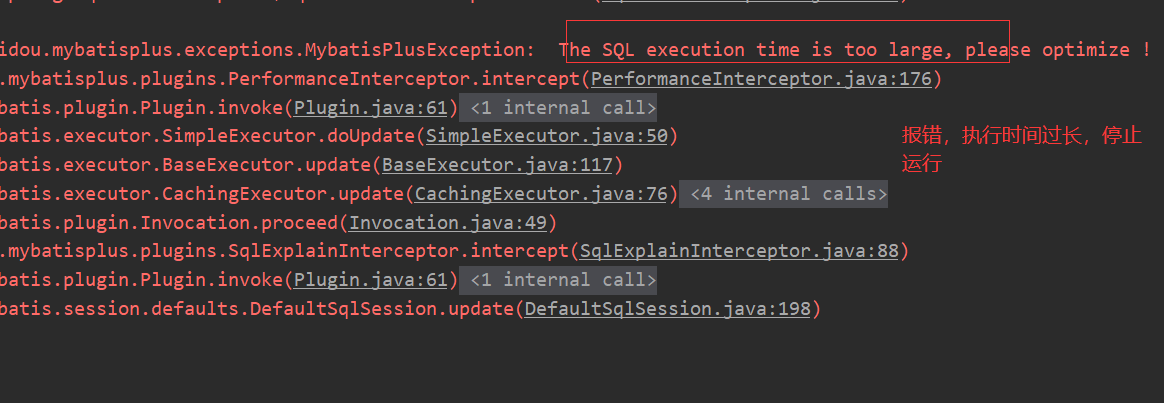 idou.mybatisplus.exceptions.MybatisPlusException:  The SQL execution time is too large, please optimize !
.mybatisplus.plugins.PerformanceInterceptor.intercept(PerformanceInterceptor.java:176)
batis.plugin.Plugin.invoke(Plugin.java:61) <1 internal call>
batis.executor.SimpleExecutor.doUpdate(SimpleExecutor.java:50)
batis.executor.BaseExecutor.update(BaseExecutor.java:117)
batis.executor.CachingExecutor.update(CachingExecutor.java:76) <4 internal calls>
batis.plugin.Invocation.proceed(Invocation.java:49)
.mybatisplus.plugins.SqlExplainInterceptor.intercept(SqlExplainInterceptor.java:88)
batis.plugin.Plugin.invoke(Plugin.java:61) <1 internal call>
batis.session.defaults.DefaultSqlSession.update(DefaultSqlSession.java:198)
报错，执行时间过长，停止
运行